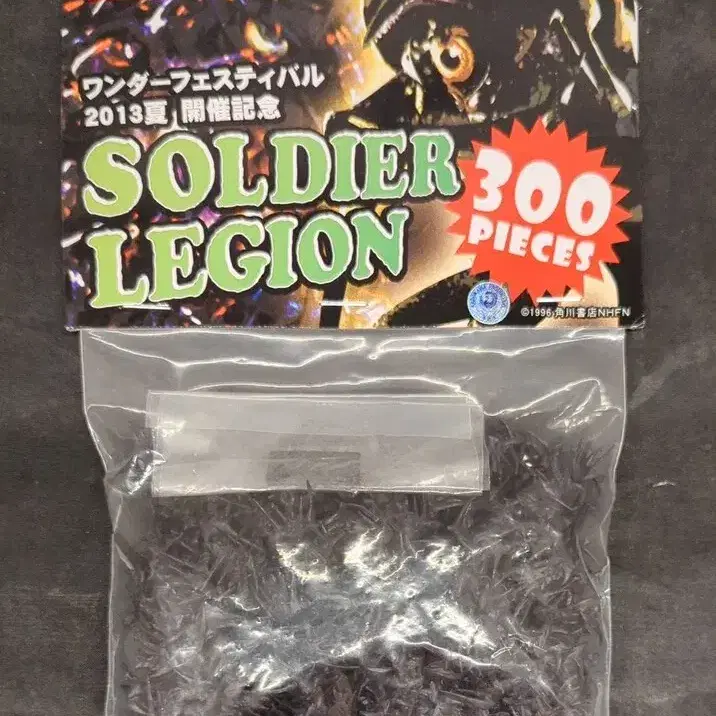 ワンダーフェスティバル
2013夏 開催記念
SOLDIER
LEGION
300
PIECES
©1996 角川書店NHFN